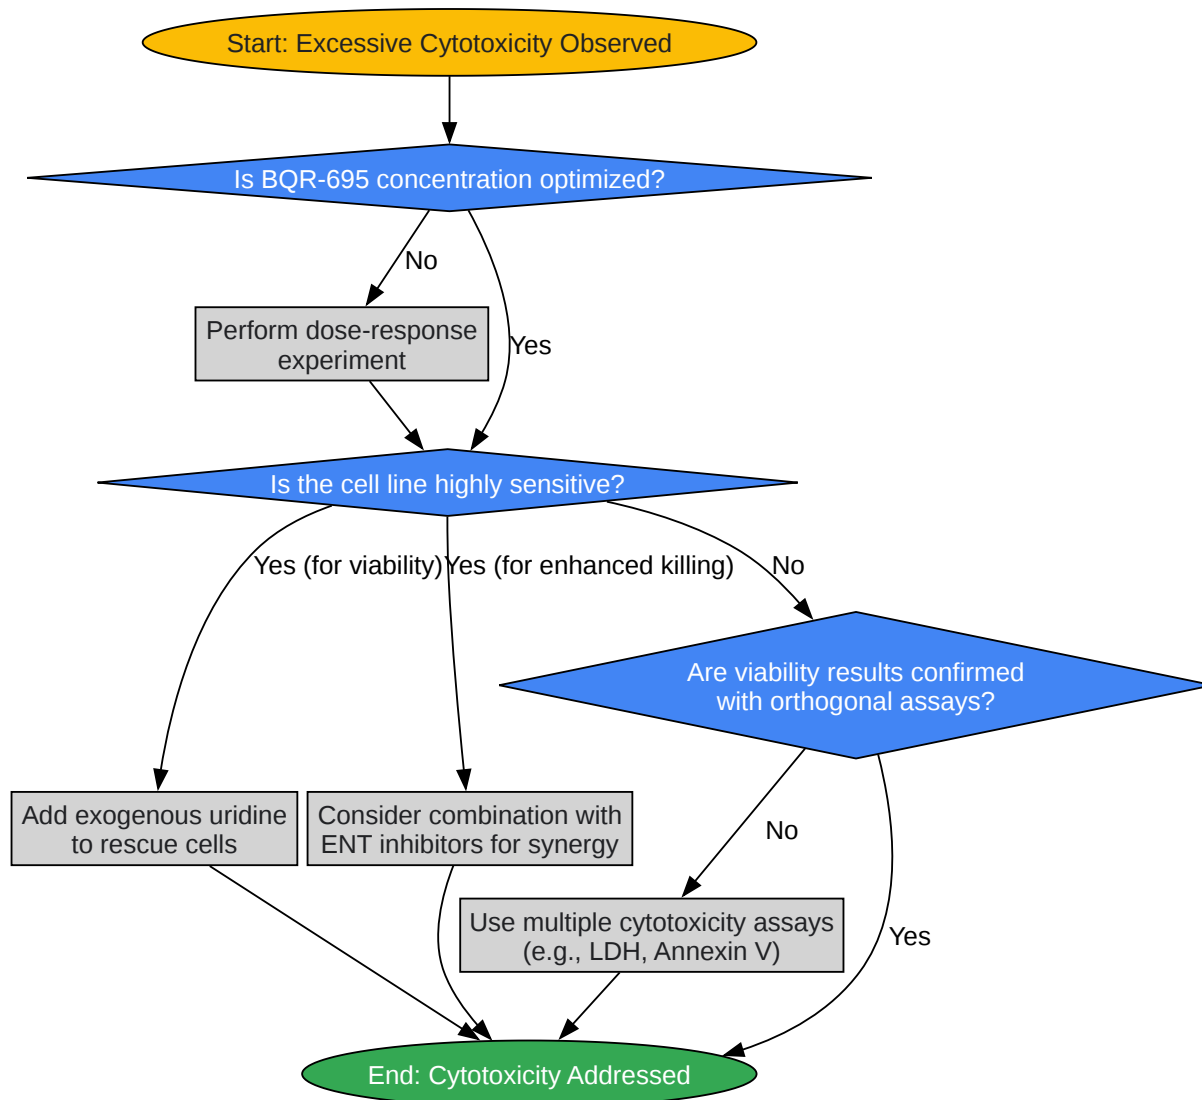 Start: Excessive Cytotoxicity Observed
Is BQR-695 concentration optimized?
No
Perform dose-response
experiment
Yes
Is the cell line highly sensitive?
Yes (for viability)
Yes (for enhanced killing)
No
Are viability results confirmed
with orthogonal assays?
Add exogenous uridine
to rescue cells
Consider combination with
ENT inhibitors for synergy
No
Use multiple cytotoxicity assays
(e.g., LDH, Annexin V)
Yes
End: Cytotoxicity Addressed